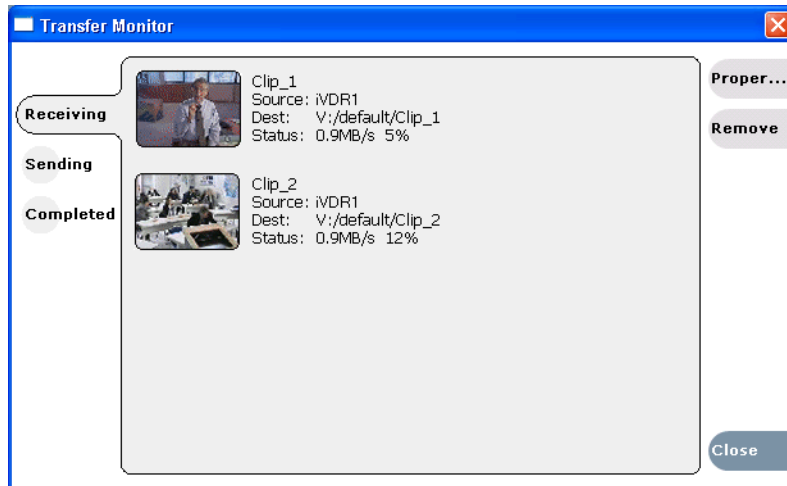 Transfer Monitor
Receiving
Sending
Completed
Clip_1
Source: iVDR1
Dest: V:/default/Clip_1
Status: 0.9MB/s 5%
Clip_2
Source: iVDR1
Dest: V:/default/Clip_2
Status: 0.9MB/s 12%
Proper...
Remove
Close